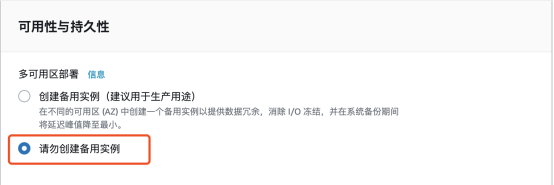 可用性与持久性
多可用区部署 信息
创建备用实例（建议用于生产用途）
在不同的可用区 (AZ) 中创建一个备用实例以提供数据冗余，消除 I/O 冻结，并在系统备份期间
将延迟峰值降至最小。
请勿创建备用实例